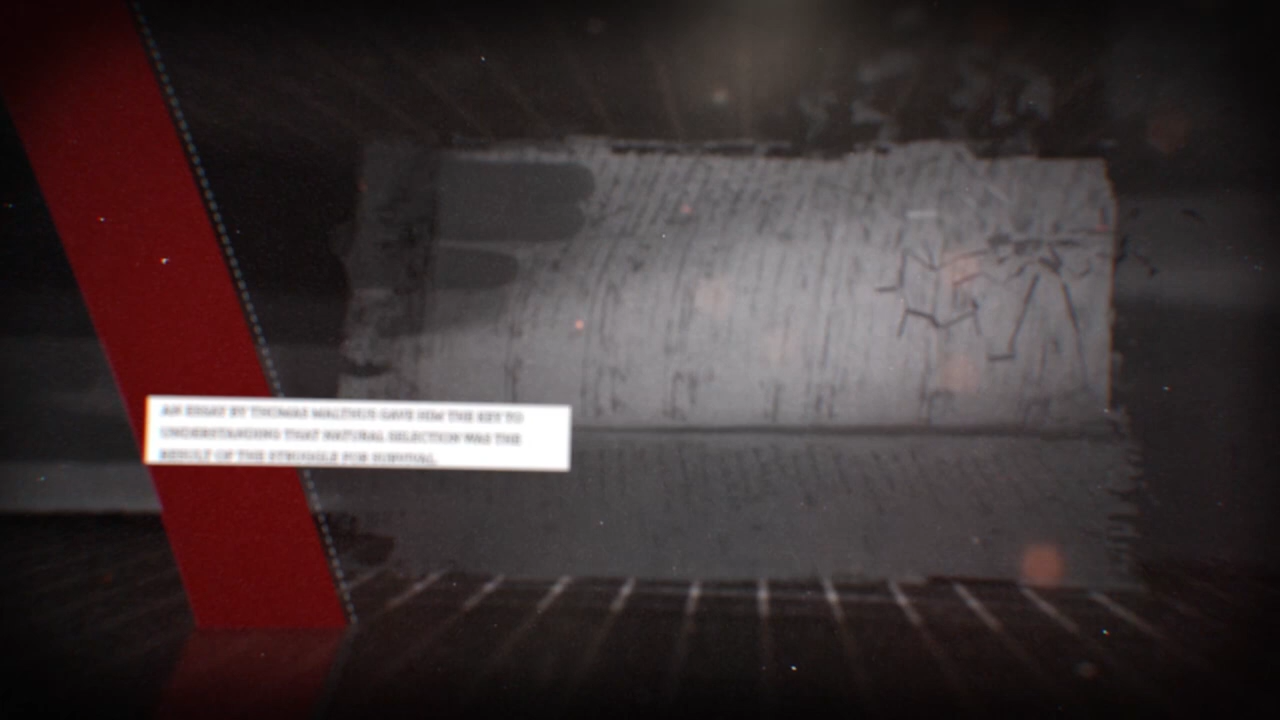 AN ESSAY BY THOMAS MALTHUS GAVE HIM THE KEY TO
UNDERSTANDING THAT NATURAL SELECTION WAS THE
RESULT OF THE STRUGGLE FOR SURVIVAL.